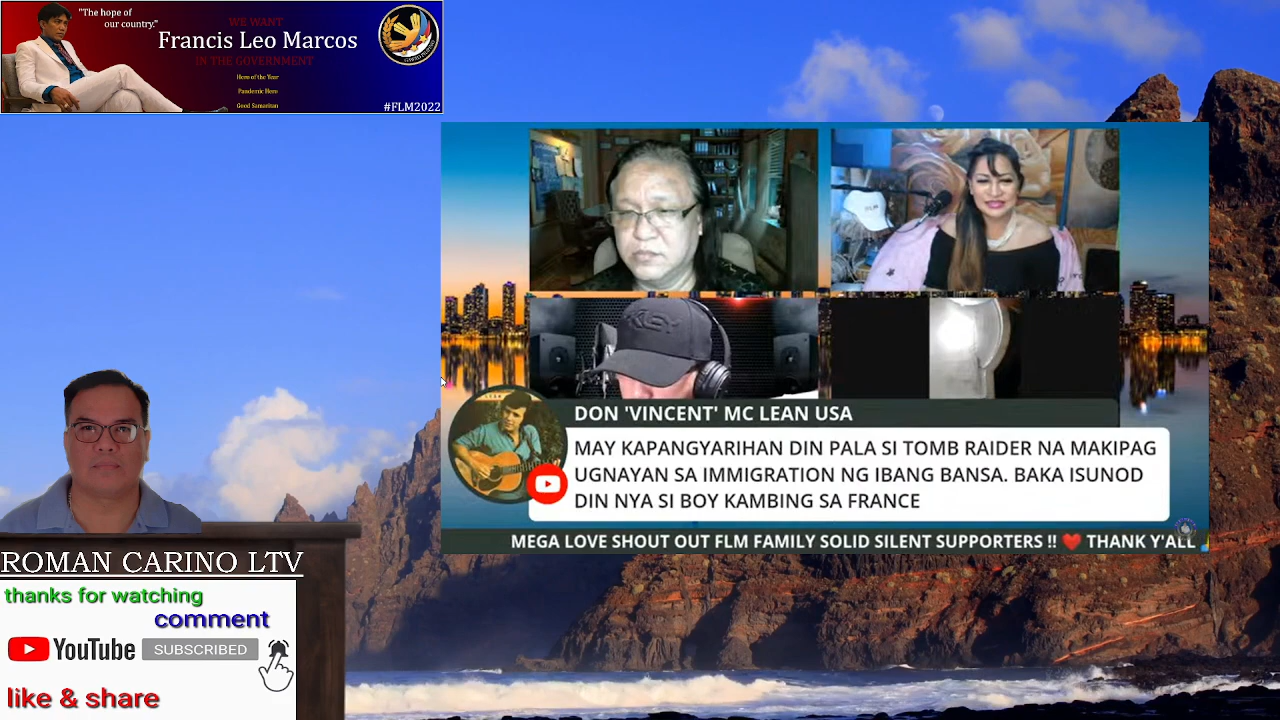 "The hope of
our country."
WE WANT
Francis Leo Marcos
IN THE GOVERNMENT
Hero of the Year
Pandemic Hero
Good Samaritan
#FLM2022
DON 'VINCENT' MC LEAN USA
MAY KAPANGYARIHAN DIN PALA SI TOMB RAIDER NA MAKIPAG
UGNAYAN SA IMMIGRATION NG IBANG BANSA. BAKA ISUNOD
DIN NYA SI BOY KAMBING SA FRANCE
MEGA LOVE SHOUT OUT FLM FAMILY SOLID SILENT SUPPORTERS !! ❤️ THANK Y'ALL
ROMAN CARINO LTV
thanks for watching
comment
YouTube SUBSCRIBED
like & share